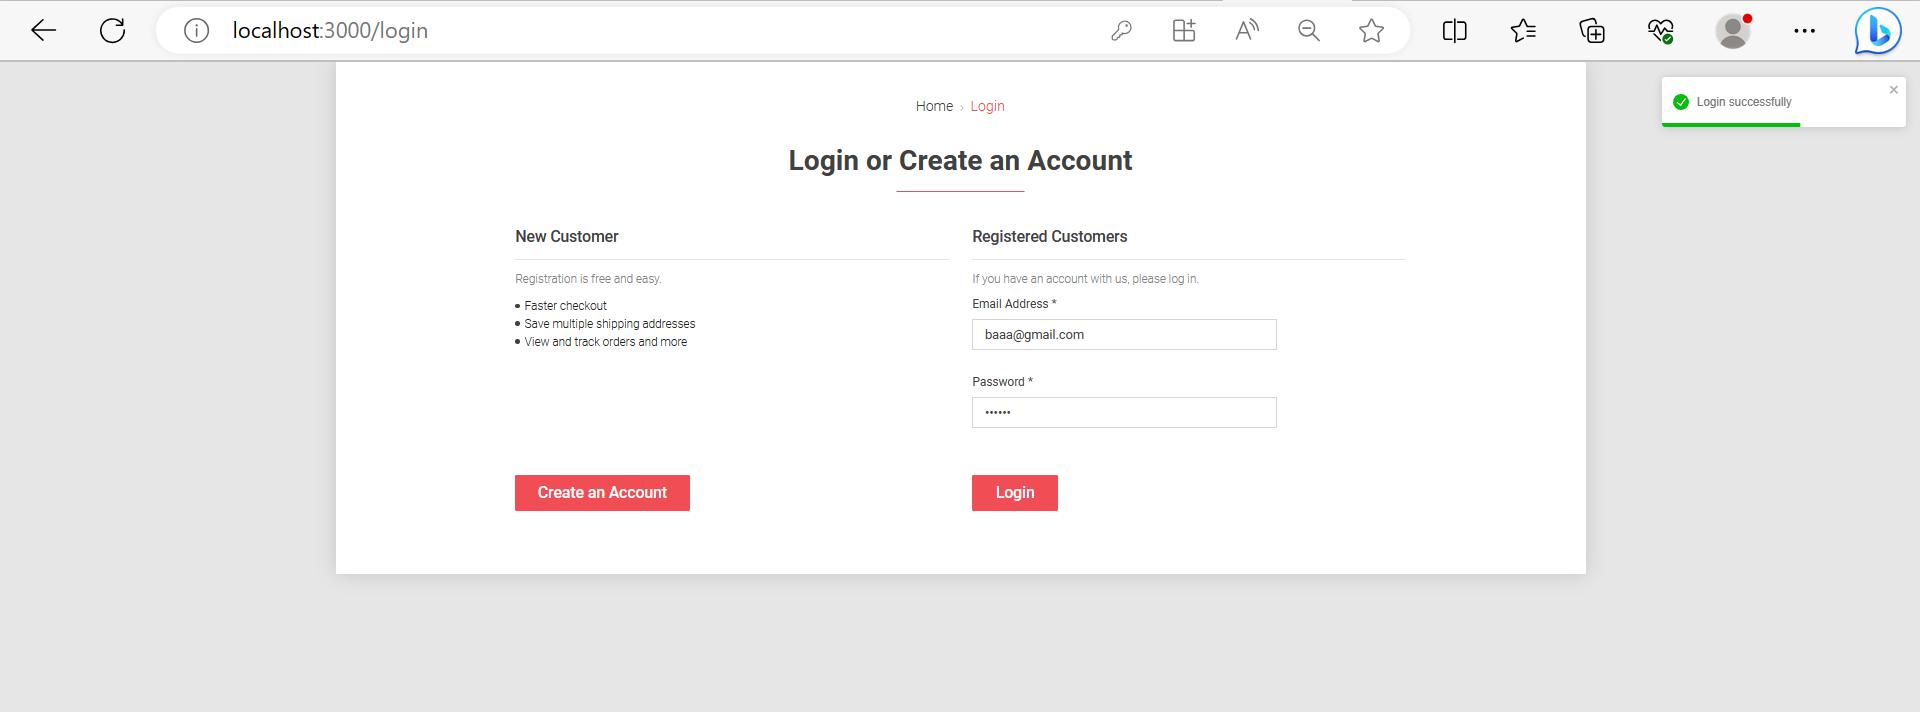 localhost:3000/login
Login successfully
Home › Login
Login or Create an Account
New Customer
Registration is free and easy.
Faster checkout
Save multiple shipping addresses
View and track orders and more
Create an Account
Registered Customers
If you have an account with us, please log in.
Email Address *
baaa@gmail.com
Password *
••••••
Login